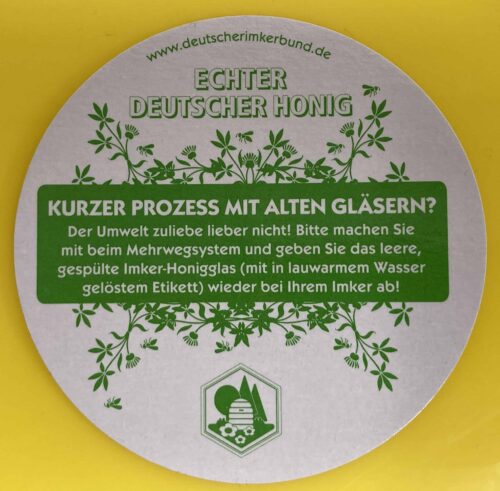 www.deutscherimkerbund.de
ECHTER
DEUTSCHER HONIG
KURZER PROZESS MIT ALTEN GLÄSERN?
Der Umwelt zuliebe lieber nicht! Bitte machen Sie
mit beim Mehrwegsystem und geben Sie das leere,
gespülte Imker-Honigglas (mit in lauwarmem Wasser
gelöstem Etikett) wieder bei Ihrem Imker ab!